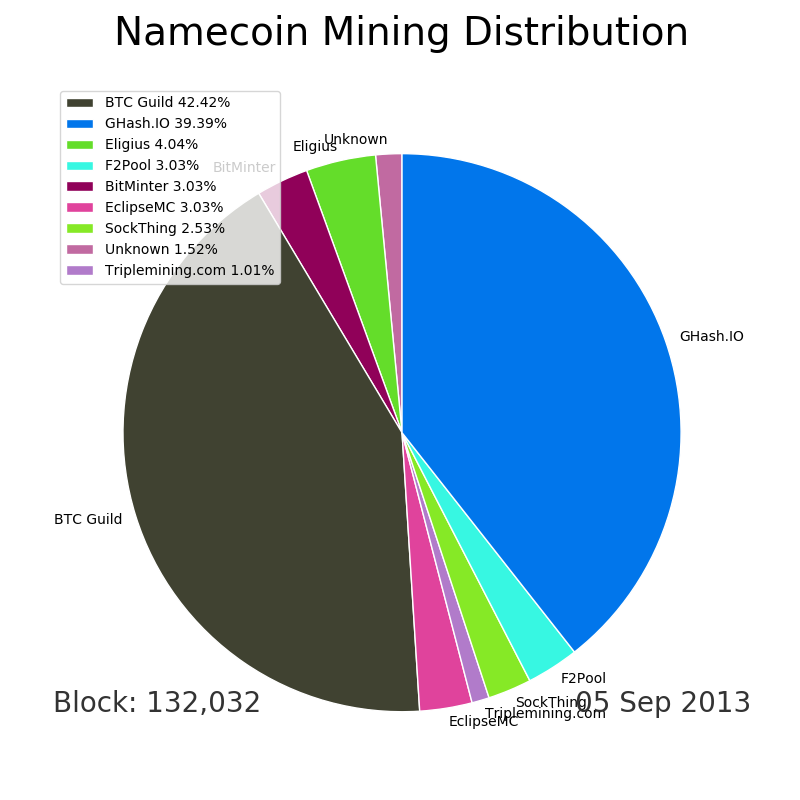 Namecoin Mining Distribution
BTC Guild 42.42%
GHash.IO 39.39%
Eligius 4.04%
F2Pool 3.03%
BitMinter 3.03%
EclipseMC 3.03%
SockThing 2.53%
Unknown 1.52%
Triplemining.com 1.01%
Unknown
Eligius
BitMinter
GHash.IO
BTC Guild
F2Pool
SockThing
Triplemining.com
EclipseMC
Block: 132,032
05 Sep 2013